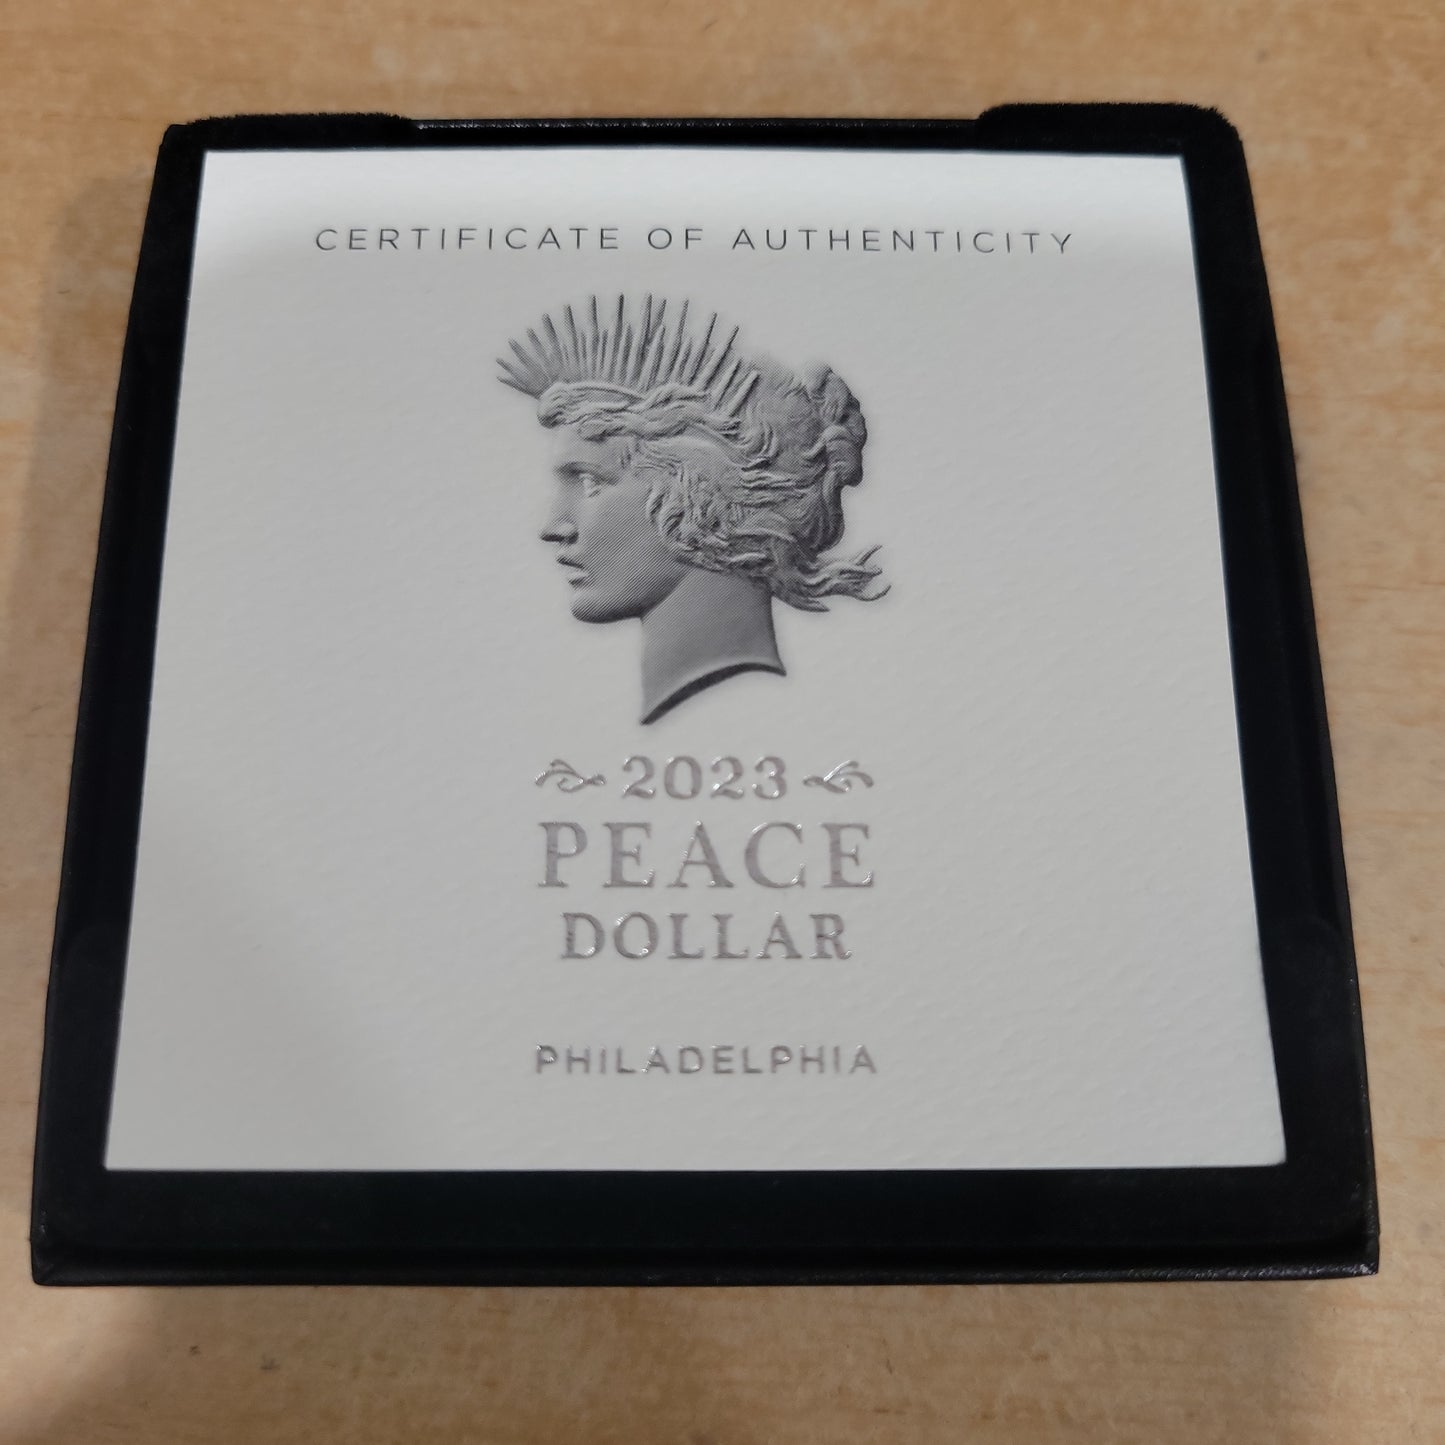 CERTIFICATE OF AUTHENTICITY
2023
PEACE
DOLLAR
PHILADELPHIA